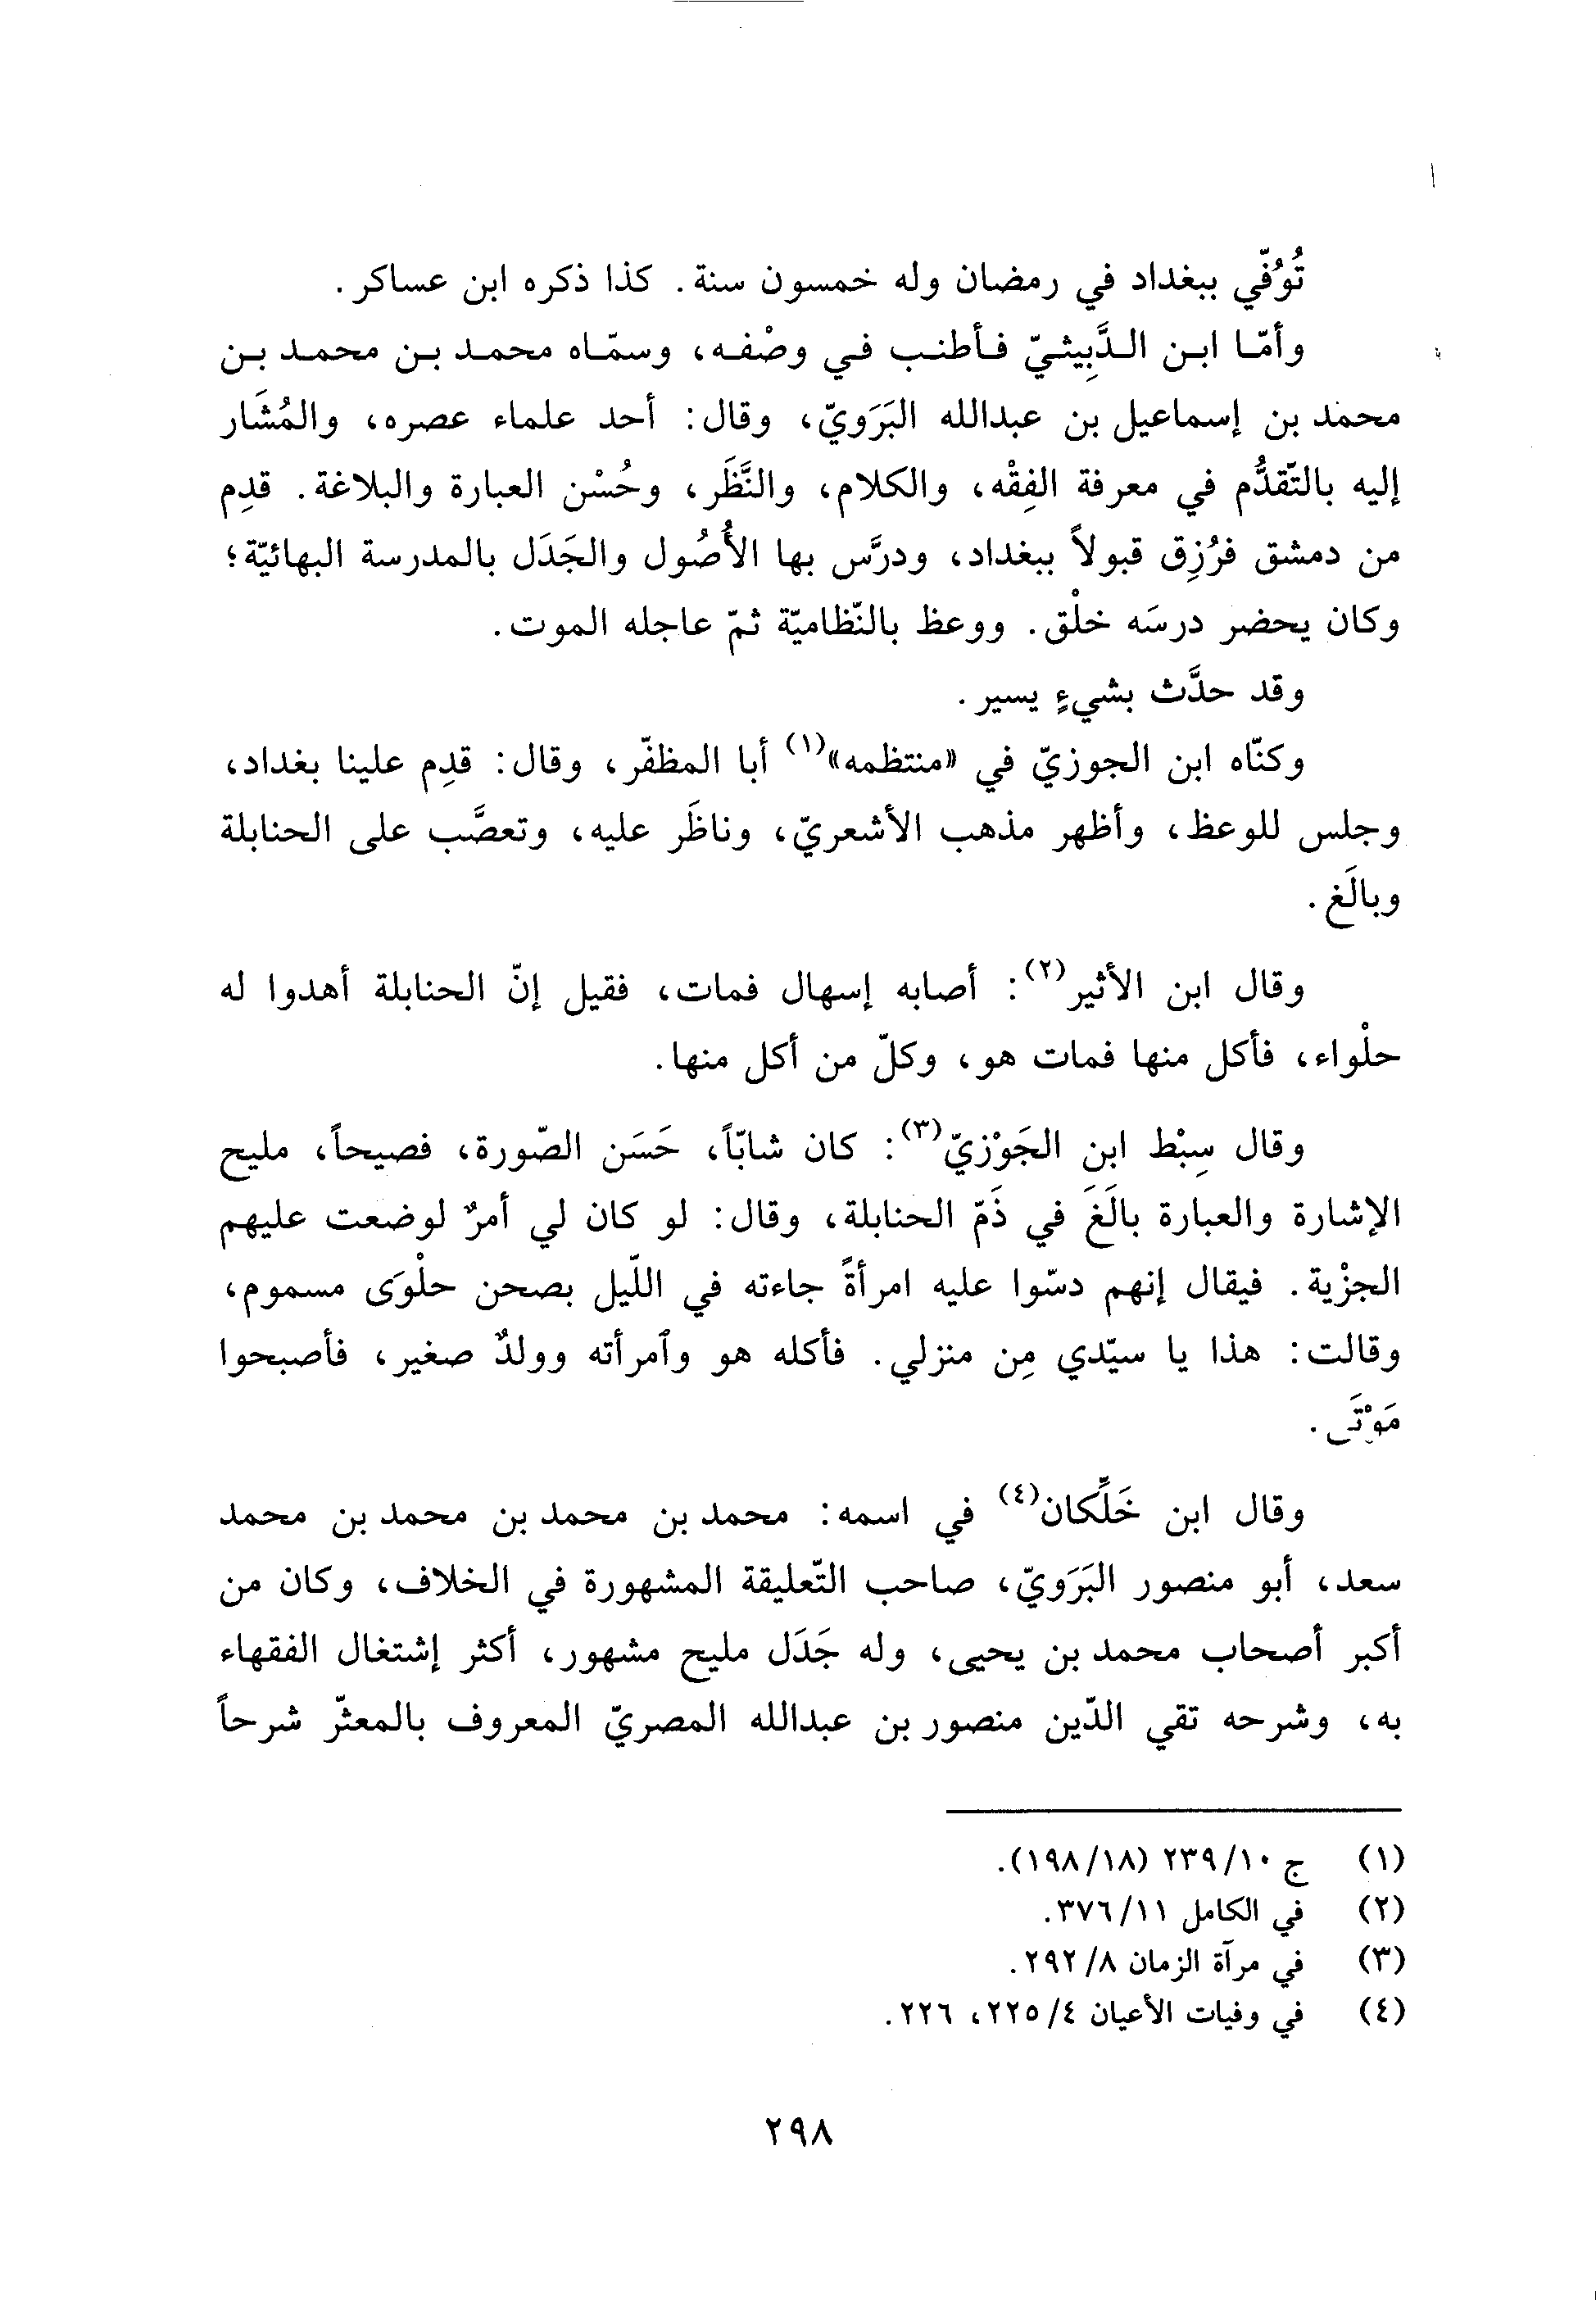 تُوُفّي ببغداد في رمضان وله خمسون سنة. كذا ذكره ابن عساكر.
وأمّا ابن الدَّبِيثيّ فأطنب في وصْفه، وسمّاه محمد بن محمد بن
محمد بن إسماعيل بن عبدالله البَرَويّ، وقال: أحد علماء عصره، والمُشَار
إليه بالتّقدُّم في معرفة الفِقْه، والكلام، والنَّظَر، وحُسْن العبارة والبلاغة. قدِم
من دمشق فرُزِق قبولاً ببغداد، ودرَّس بها الأُصُول والجَدَل بالمدرسة البهائيّة؛
وكان يحضر درسَه خلْق. ووعظ بالنّظاميّة ثمّ عاجله الموت.
وقد حدَّث بشيءٍ يسير.
وكنّاه ابن الجوزيّ في «منتظمه»(١) أبا المظفّر، وقال: قدِم علينا بغداد،
وجلس للوعظ، وأظهر مذهب الأشعريّ، وناظَر عليه، وتعصَّب على الحنابلة
وبالَغ.
وقال ابن الأثير(٢): أصابه إسهال فمات، فقيل إنّ الحنابلة أهدوا له
حلْواء، فأكل منها فمات هو، وكلّ من أكل منها.
وقال سِبْط ابن الجَوْزيّ(٣): كان شابّاً، حَسَن الصّورة، فصيحاً، مليح
الإشارة والعبارة بالَغَ في ذَمّ الحنابلة، وقال: لو كان لي أمرٌ لوضعت عليهم
الجزْية. فيقال إنهم دسّوا عليه امرأةً جاءته في اللّيل بصحن حلْوَى مسموم،
وقالت: هذا يا سيّدي مِن منزلي. فأكله هو وٱمرأته وولدٌ صغير، فأصبحوا
مَوْتَى.
وقال ابن خَلِّكان(٤) في اسمه: محمد بن محمد بن محمد بن محمد
سعد، أبو منصور البَرَويّ، صاحب التّعليقة المشهورة في الخلاف، وكان من
أكبر أصحاب محمد بن يحيى، وله جَدَل مليح مشهور، أكثر إشتغال الفقهاء
به، وشرحه تقي الدّين منصور بن عبدالله المصريّ المعروف بالمعتّر شرحاً
(١) ج ٢٣٩/١٠ (١٩٨/١٨).
(٢) في الكامل ٣٧٦/١١.
(٣) في مرآة الزمان ٢٩٢/٨.
(٤) في وفيات الأعيان ٢٢٥/٤، ٢٢٦.
٢٩٨